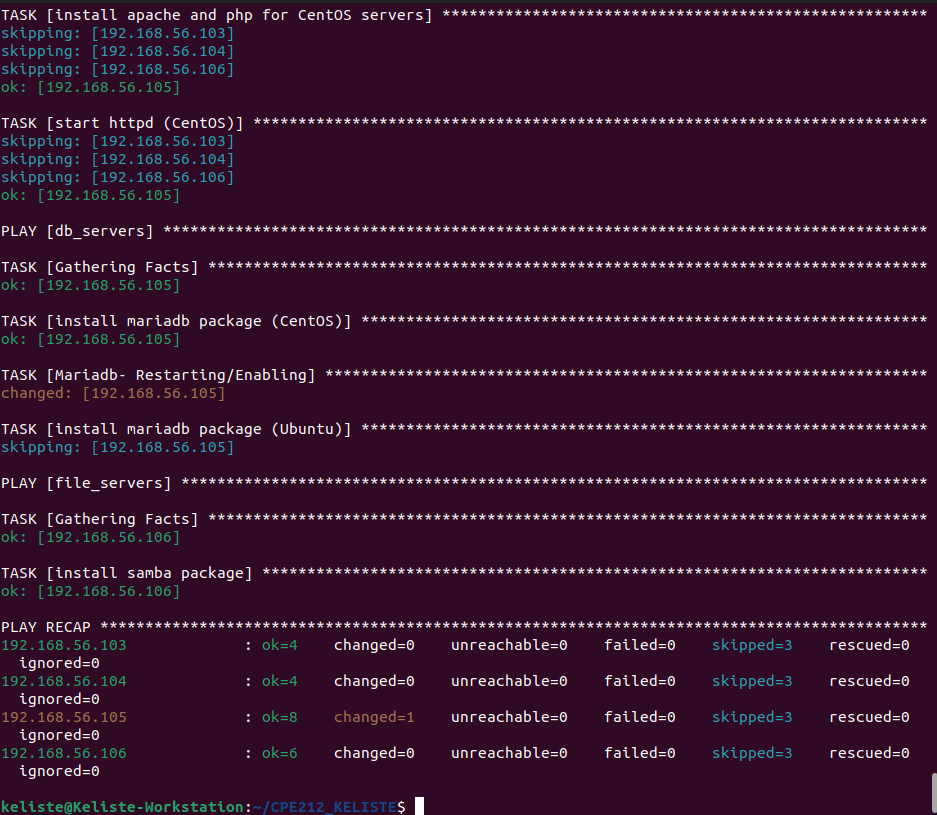 TASK [install apache and php for CentOS servers] ******************************************************
skipping: [192.168.56.103]
skipping: [192.168.56.104]
skipping: [192.168.56.106]
ok: [192.168.56.105]
TASK [start httpd (CentOS)] ***************************************************************************
skipping: [192.168.56.103]
skipping: [192.168.56.104]
skipping: [192.168.56.106]
ok: [192.168.56.105]
PLAY [db_servers] *************************************************************************************
TASK [Gathering Facts] ********************************************************************************
ok: [192.168.56.105]
TASK [install mariadb package (CentOS)] ***************************************************************
ok: [192.168.56.105]
TASK [Mariadb- Restarting/Enabling] *******************************************************************
changed: [192.168.56.105]
TASK [install mariadb package (Ubuntu)] ***************************************************************
skipping: [192.168.56.105]
PLAY [file_servers] ***********************************************************************************
TASK [Gathering Facts] ********************************************************************************
ok: [192.168.56.106]
TASK [install samba package] **************************************************************************
ok: [192.168.56.106]
PLAY RECAP ********************************************************************************************
192.168.56.103             : ok=4    changed=0    unreachable=0    failed=0    skipped=3    rescued=0
  ignored=0
192.168.56.104             : ok=4    changed=0    unreachable=0    failed=0    skipped=3    rescued=0
  ignored=0
192.168.56.105             : ok=8    changed=1    unreachable=0    failed=0    skipped=3    rescued=0
  ignored=0
192.168.56.106             : ok=6    changed=0    unreachable=0    failed=0    skipped=3    rescued=0
  ignored=0
keliste@Keliste-Workstation:~/CPE212_KELISTE$